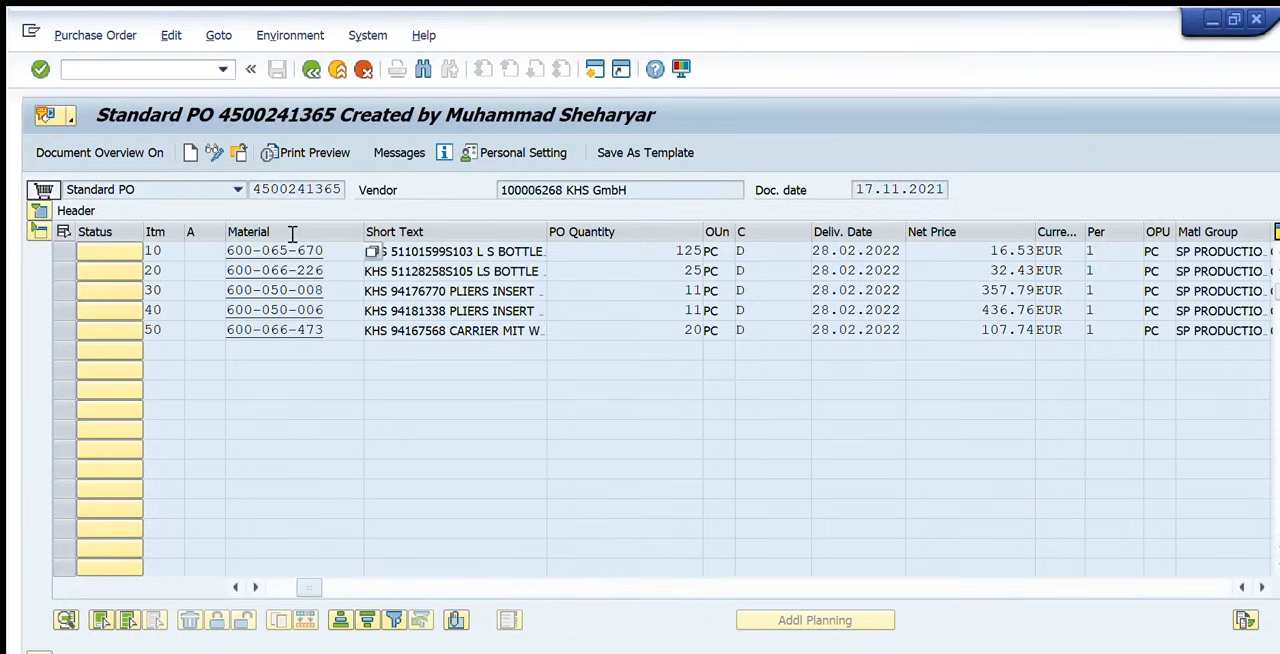 Purchase Order Edit Goto Environment System Help
Standard PO 4500241365 Created by Muhammad Sheharyar
Document Overview On Print Preview Messages Personal Setting Save As Template
Standard PO 4500241365 Vendor 100006268 KHS GmbH Doc. date 17.11.2021
Header
Status Itm A Material Short Text PO Quantity OUn C Deliv. Date Net Price Curre... Per OPU Matl Group
10 600-065-670 S 51101599S103 L S BOTTLE 125 PC D 28.02.2022 16.53 EUR 1 PC SP PRODUCTIO..
20 600-066-226 KHS 51128258S105 LS BOTTLE 25 PC D 28.02.2022 32.43 EUR 1 PC SP PRODUCTIO..
30 600-050-008 KHS 94176770 PLIERS INSERT .. 11 PC D 28.02.2022 357.79 EUR 1 PC SP PRODUCTIO..
40 600-050-006 KHS 94181338 PLIERS INSERT .. 11 PC D 28.02.2022 436.76 EUR 1 PC SP PRODUCTIO..
50 600-066-473 KHS 94167568 CARRIER MIT W... 20 PC D 28.02.2022 107.74 EUR 1 PC SP PRODUCTIO..
Addl Planning